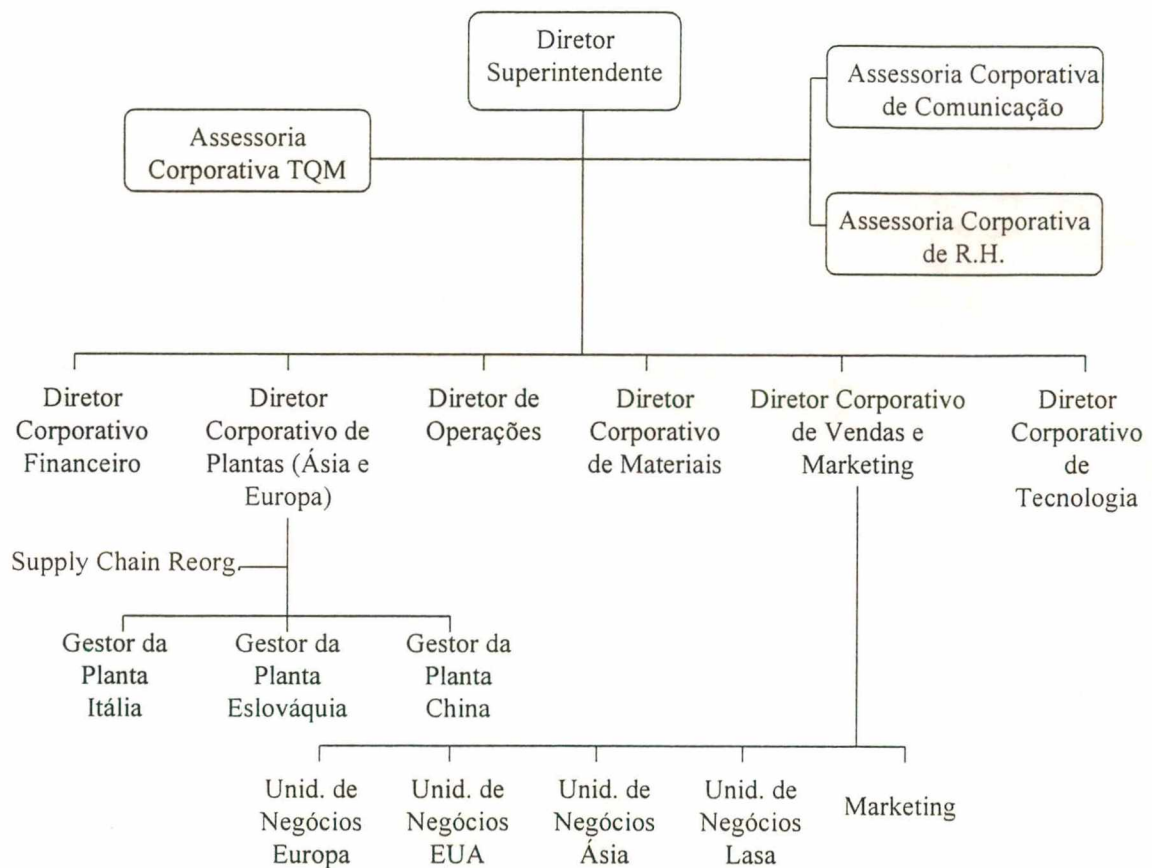 Diretor
Superintendente
Assessoria Corporativa
de Comunicação
Assessoria
Corporativa TQM
Assessoria Corporativa
de R.H.
Diretor
Corporativo
Financeiro
Diretor
Corporativo de
Plantas (Ásia e
Europa)
Diretor de
Operações
Diretor
Corporativo
de Materiais
Diretor Corporativo
de Vendas e
Marketing
Diretor
Corporativo
de
Tecnologia
Supply Chain Reorg.
Gestor da
Planta
Itália
Gestor da
Planta
Eslováquia
Gestor da
Planta
China
Unid. de
Negócios
Europa
Unid. de
Negócios
EUA
Unid. de
Negócios
Ásia
Unid. de
Negócios
Lasa
Marketing